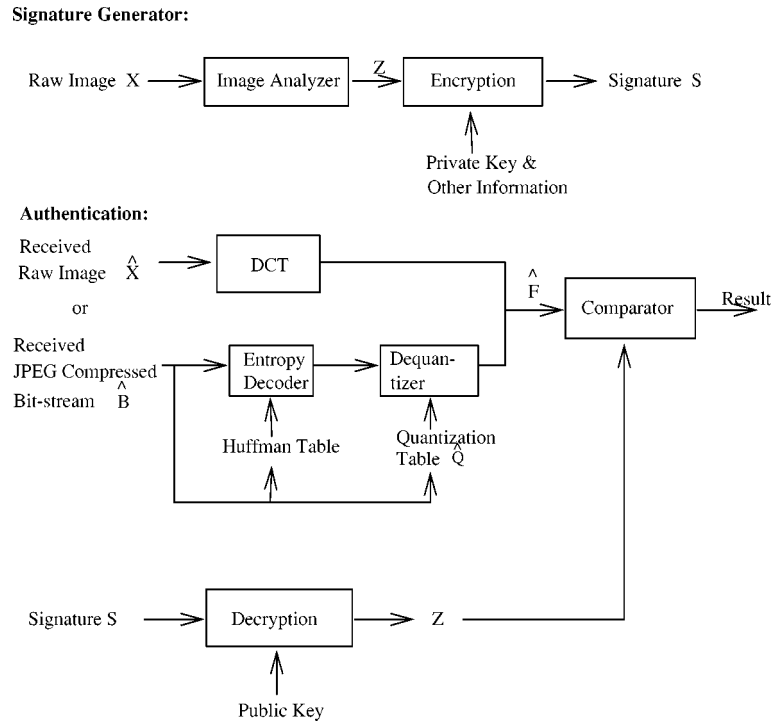 Signature Generator:
Raw Image X
Image Analyzer
Z
Encryption
Signature S
Private Key &
Other Information
Authentication:
Received
Raw Image X̂
or
DCT
F̂
Comparator
Result
Received
JPEG Compressed
Bit-stream B̂
Entropy
Decoder
Dequan-
tizer
Huffman Table
Quantization
Table Q̂
Signature S
Decryption
Z
Public Key